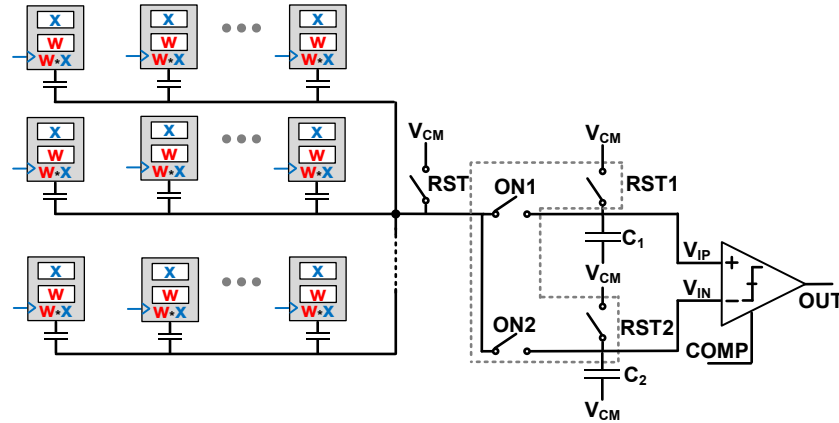 X X X
W W W
W*X W*X W*X
X X X
W W W
W*X W*X W*X
VCM VCM
RST RST1
ON1
C1
VIP
VCM
VIN
X X X
W W W
W*X W*X W*X
ON2 RST2
OUT
COMP
C2
VCM